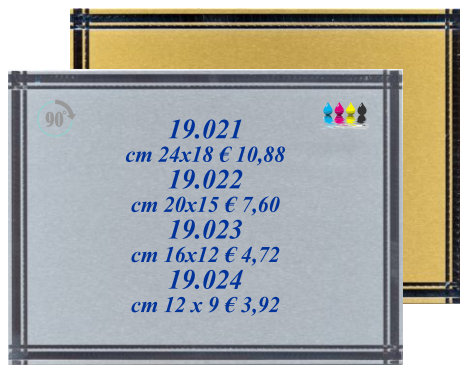 90°
19.021
cm 24x18 € 10,88
19.022
cm 20x15 € 7,60
19.023
cm 16x12 € 4,72
19.024
cm 12 x 9 € 3,92